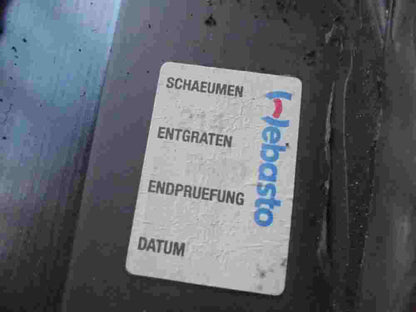 SCHAEUMEN
ENTGRATEN
ENDPRUEFUNG
DATUM
Webasto